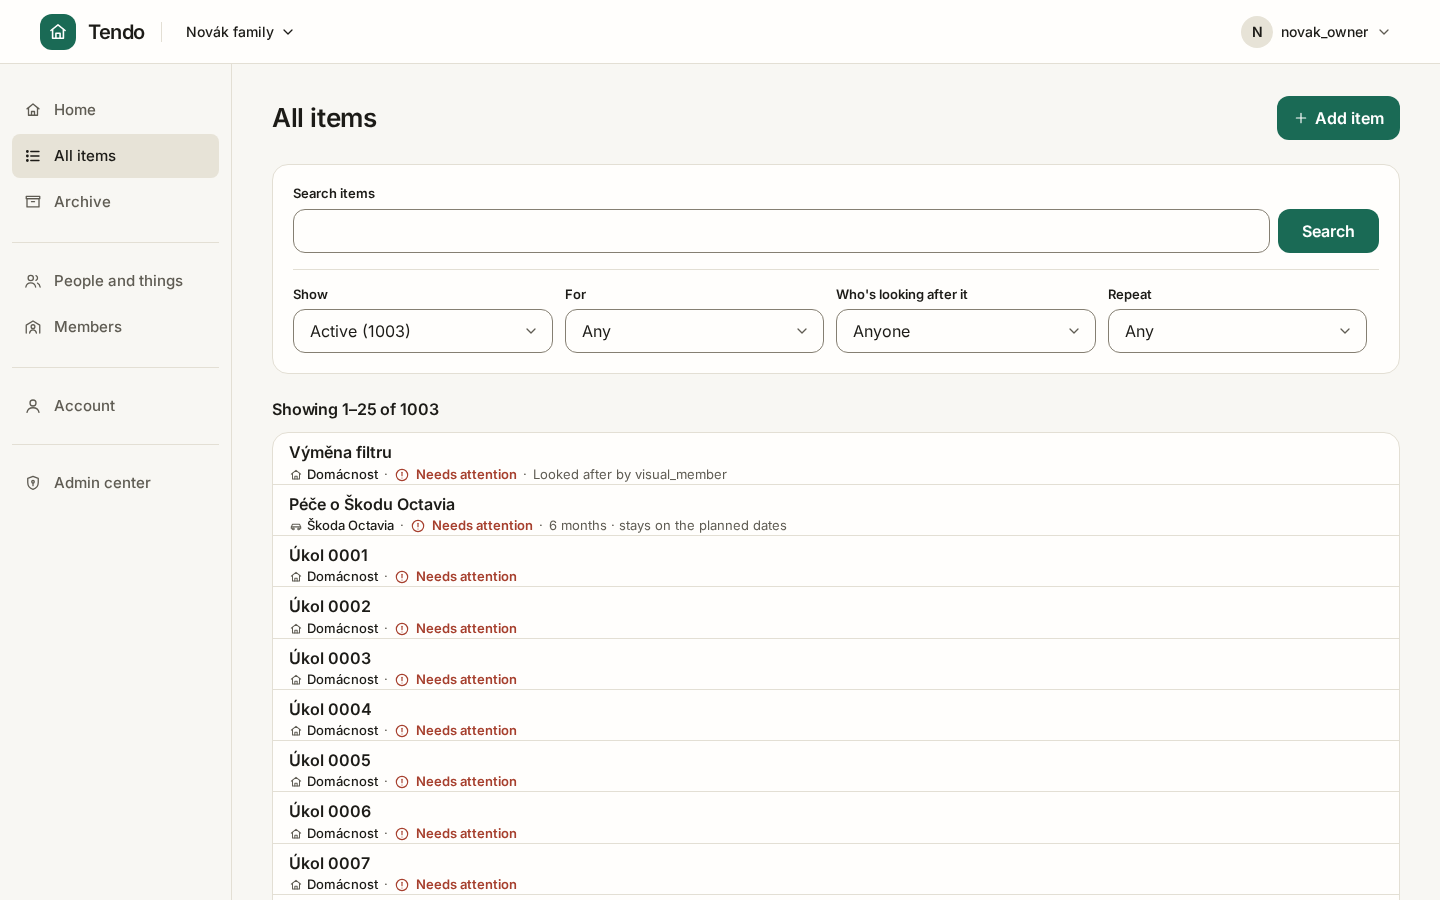 Tendo
Novák family
N novak_owner
Home
All items
Archive
People and things
Members
Account
Admin center
All items
+ Add item
Search items
Search
Show
For
Who's looking after it
Repeat
Active (1003)
Any
Anyone
Any
Showing 1–25 of 1003
Výměna filtru
Domácnost · Needs attention · Looked after by visual_member
Péče o Škodu Octavia
Škoda Octavia · Needs attention · 6 months · stays on the planned dates
Úkol 0001
Domácnost · Needs attention
Úkol 0002
Domácnost · Needs attention
Úkol 0003
Domácnost · Needs attention
Úkol 0004
Domácnost · Needs attention
Úkol 0005
Domácnost · Needs attention
Úkol 0006
Domácnost · Needs attention
Úkol 0007
Domácnost · Needs attention